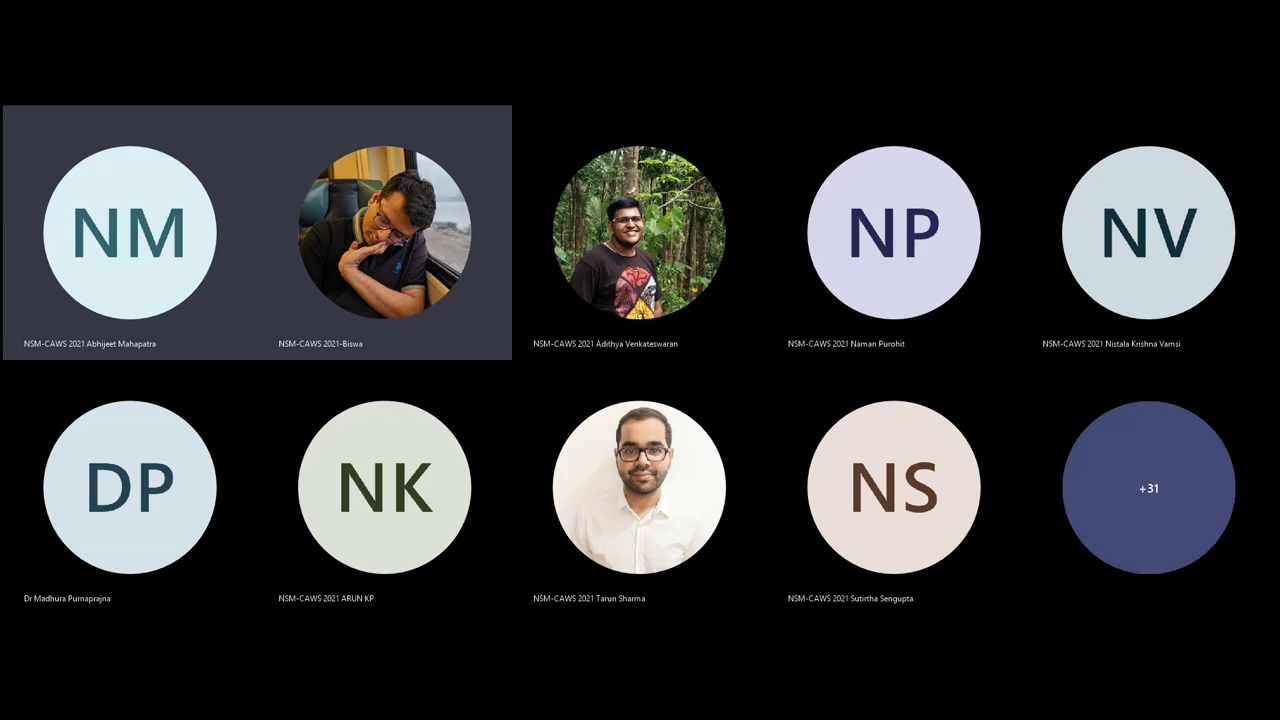 NM
NP
NV
NSM-CAWS 2021 Abhijeet Mahapatra
NSM-CAWS 2021-Biswa
NSM-CAWS 2021 Adithya Venkateswaran
NSM-CAWS 2021 Naman Purohit
NSM-CAWS 2021 Nistala Krishna Vamsi
DP
NK
NS
+31
Dr Madhura Purnaprajna
NSM-CAWS 2021 ARUN KP
NSM-CAWS 2021 Tarun Sharma
NSM-CAWS 2021 Sutirtha Sengupta